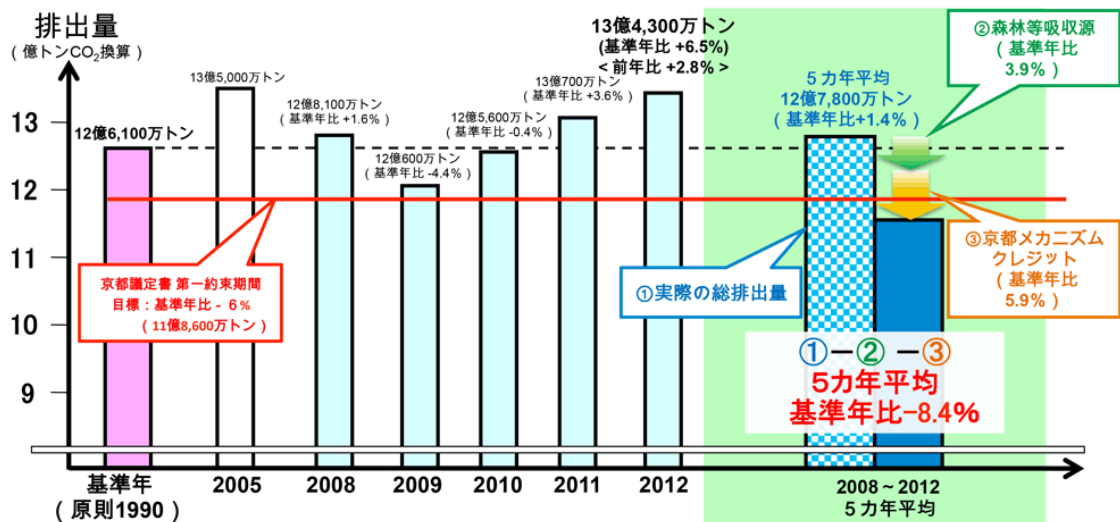 排出量
（億トンCO₂換算）
13
12
11
10
9
12億6,100万トン
13億5,000万トン
12億8,100万トン
（基準年比 +1.6%）
12億600万トン
（基準年比 -4.4%）
12億5,600万トン
（基準年比 -0.4%）
13億700万トン
（基準年比 +3.6%）
13億4,300万トン
(基準年比 +6.5%)
< 前年比 +2.8% >
5カ年平均
12億7,800万トン
（基準年比+1.4%）
②森林等吸収源
（基準年比
3.9%）
③京都メカニズム
クレジット
（基準年比
5.9%）
京都議定書 第一約束期間
目標：基準年比 - 6%
（11億8,600万トン）
①実際の総排出量
①－②－③
5カ年平均
基準年比-8.4%
基準年
（原則1990）
2005
2008
2009
2010
2011
2012
2008～2012
5カ年平均